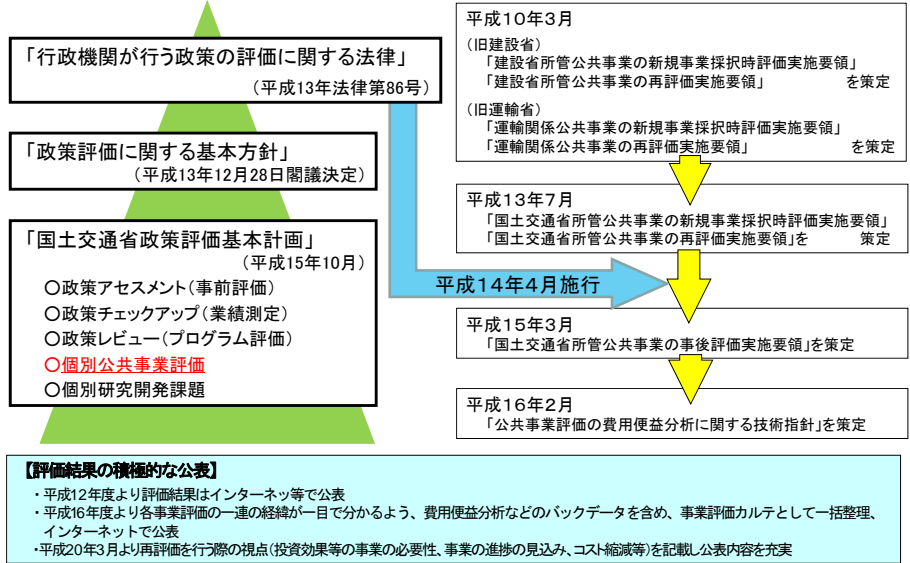 「行政機関が行う政策の評価に関する法律」
(平成13年法律第86号)
「政策評価に関する基本方針」
(平成13年12月28日閣議決定)
「国土交通省政策評価基本計画」
(平成15年10月)
○政策アセスメント(事前評価)
○政策チェックアップ(業績測定)
○政策レビュー(プログラム評価)
○個別公共事業評価
○個別研究開発課題
平成10年3月
(旧建設省)
「建設省所管公共事業の新規事業採択時評価実施要領」
「建設省所管公共事業の再評価実施要領」 を策定
(旧運輸省)
「運輸関係公共事業の新規事業採択時評価実施要領」
「運輸関係公共事業の再評価実施要領」 を策定
平成13年7月
「国土交通省所管公共事業の新規事業採択時評価実施要領」
「国土交通省所管公共事業の再評価実施要領」を 策定
平成14年4月施行
平成15年3月
「国土交通省所管公共事業の事後評価実施要領」を策定
平成16年2月
「公共事業評価の費用便益分析に関する技術指針」を策定
【評価結果の積極的な公表】
・平成12年度より評価結果はインターネッ等で公表
・平成16年度より各事業評価の一連の経緯が一目で分かるよう、費用便益分析などのバックデータを含め、事業評価カルテとして一括整理、
インターネットで公表
・平成20年3月より再評価を行う際の視点(投資効果等の事業の必要性、事業の進捗の見込み、コスト縮減等)を記載し公表内容を充実